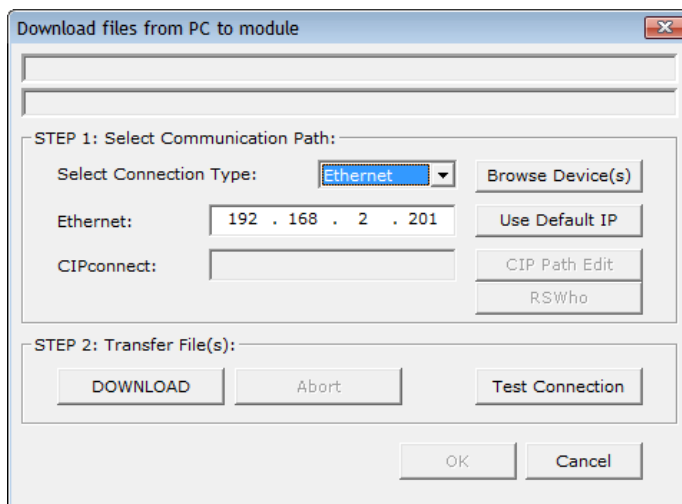 Download files from PC to module
STEP 1: Select Communication Path:
Select Connection Type: Ethernet Browse Device(s)
Ethernet: 192 . 168 . 2 . 201 Use Default IP
CIPconnect: CIP Path Edit
RSWho
STEP 2: Transfer File(s):
DOWNLOAD Abort Test Connection
OK Cancel